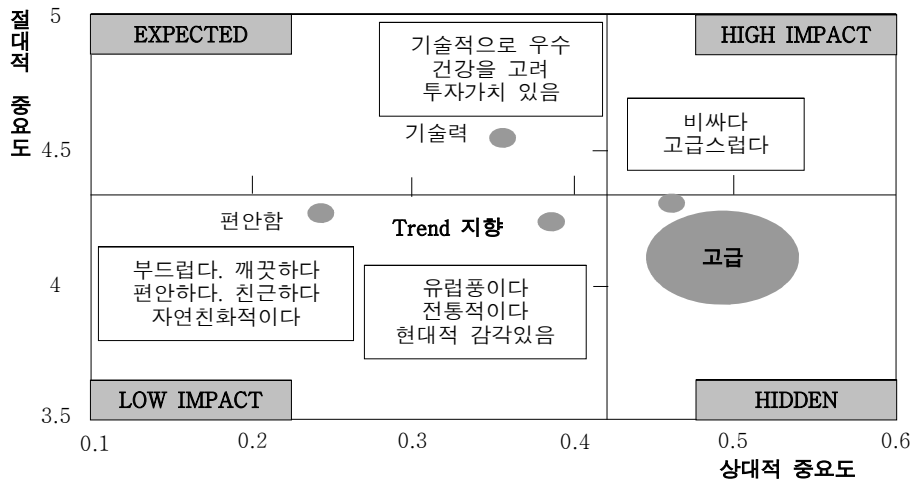 절대적 중요도
5
EXPECTED
HIGH IMPACT
기술적으로 우수
건강을 고려
투자가치 있음
기술력
비싸다
고급스럽다
4.5
편안함
Trend 지향
고급
부드럽다. 깨끗하다
편안하다. 친근하다
자연친화적이다
4
유럽풍이다
전통적이다
현대적 감각있음
LOW IMPACT
HIDDEN
3.5
0.1
0.2
0.3
0.4
0.5
0.6
상대적 중요도